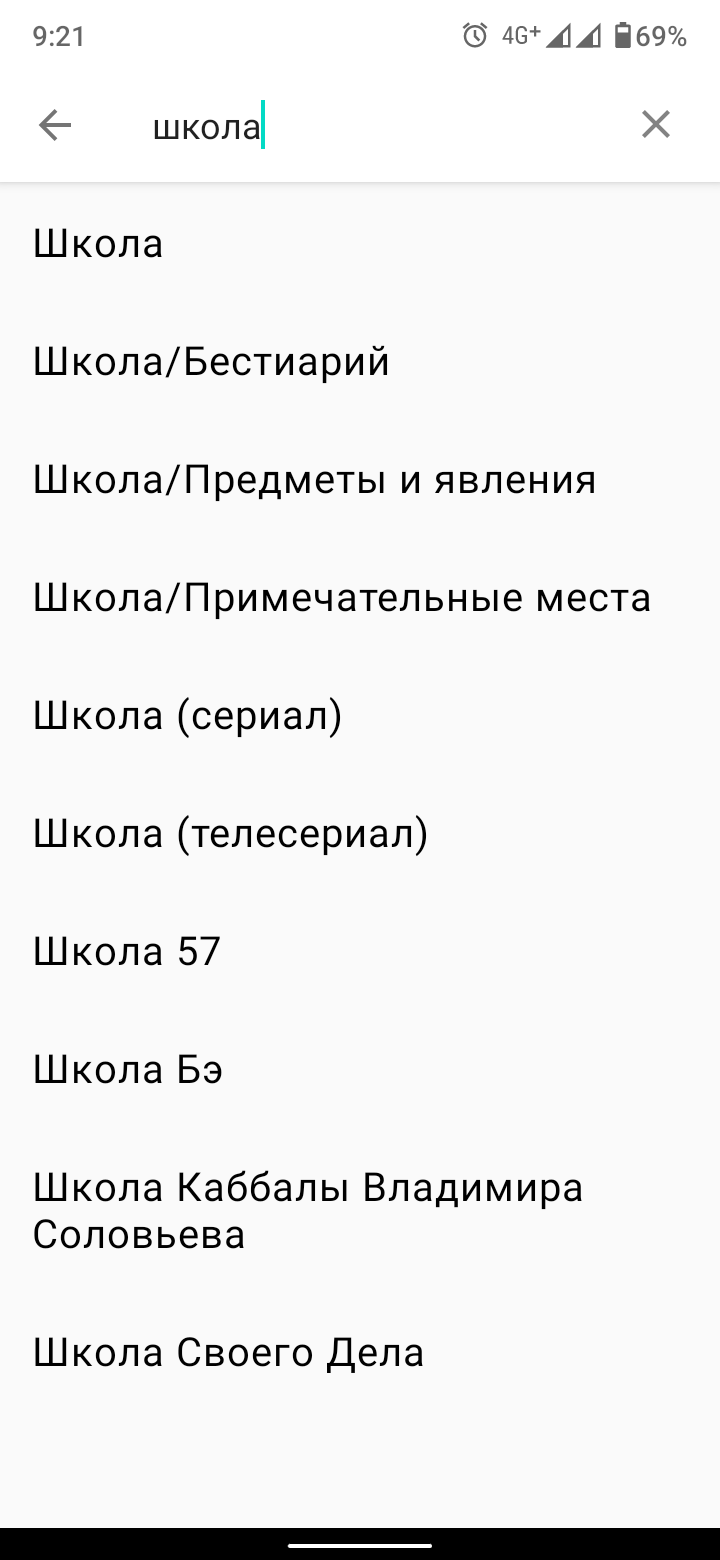 9:21 4G+ 69%
школа
Школа
Школа/Бестиарий
Школа/Предметы и явления
Школа/Примечательные места
Школа (сериал)
Школа (телесериал)
Школа 57
Школа Бэ
Школа Каббалы Владимира
Соловьева
Школа Своего Дела